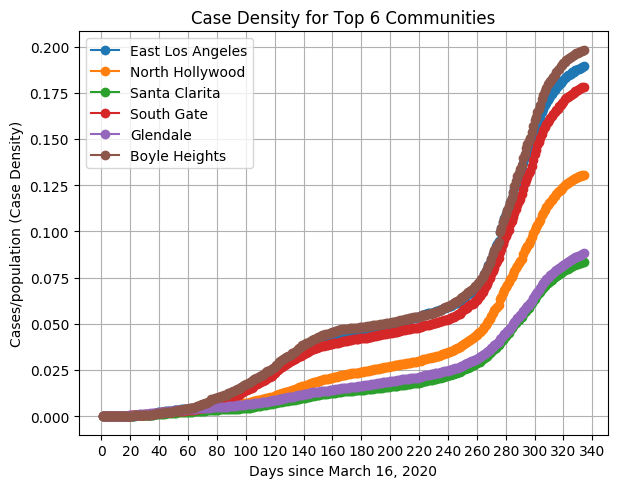 Case Density for Top 6 Communities
East Los Angeles
North Hollywood
Santa Clarita
South Gate
Glendale
Boyle Heights
Cases/population (Case Density)
0.200
0.175
0.150
0.125
0.100
0.075
0.050
0.025
0.000
0 20 40 60 80 100 120 140 160 180 200 220 240 260 280 300 320 340
Days since March 16, 2020